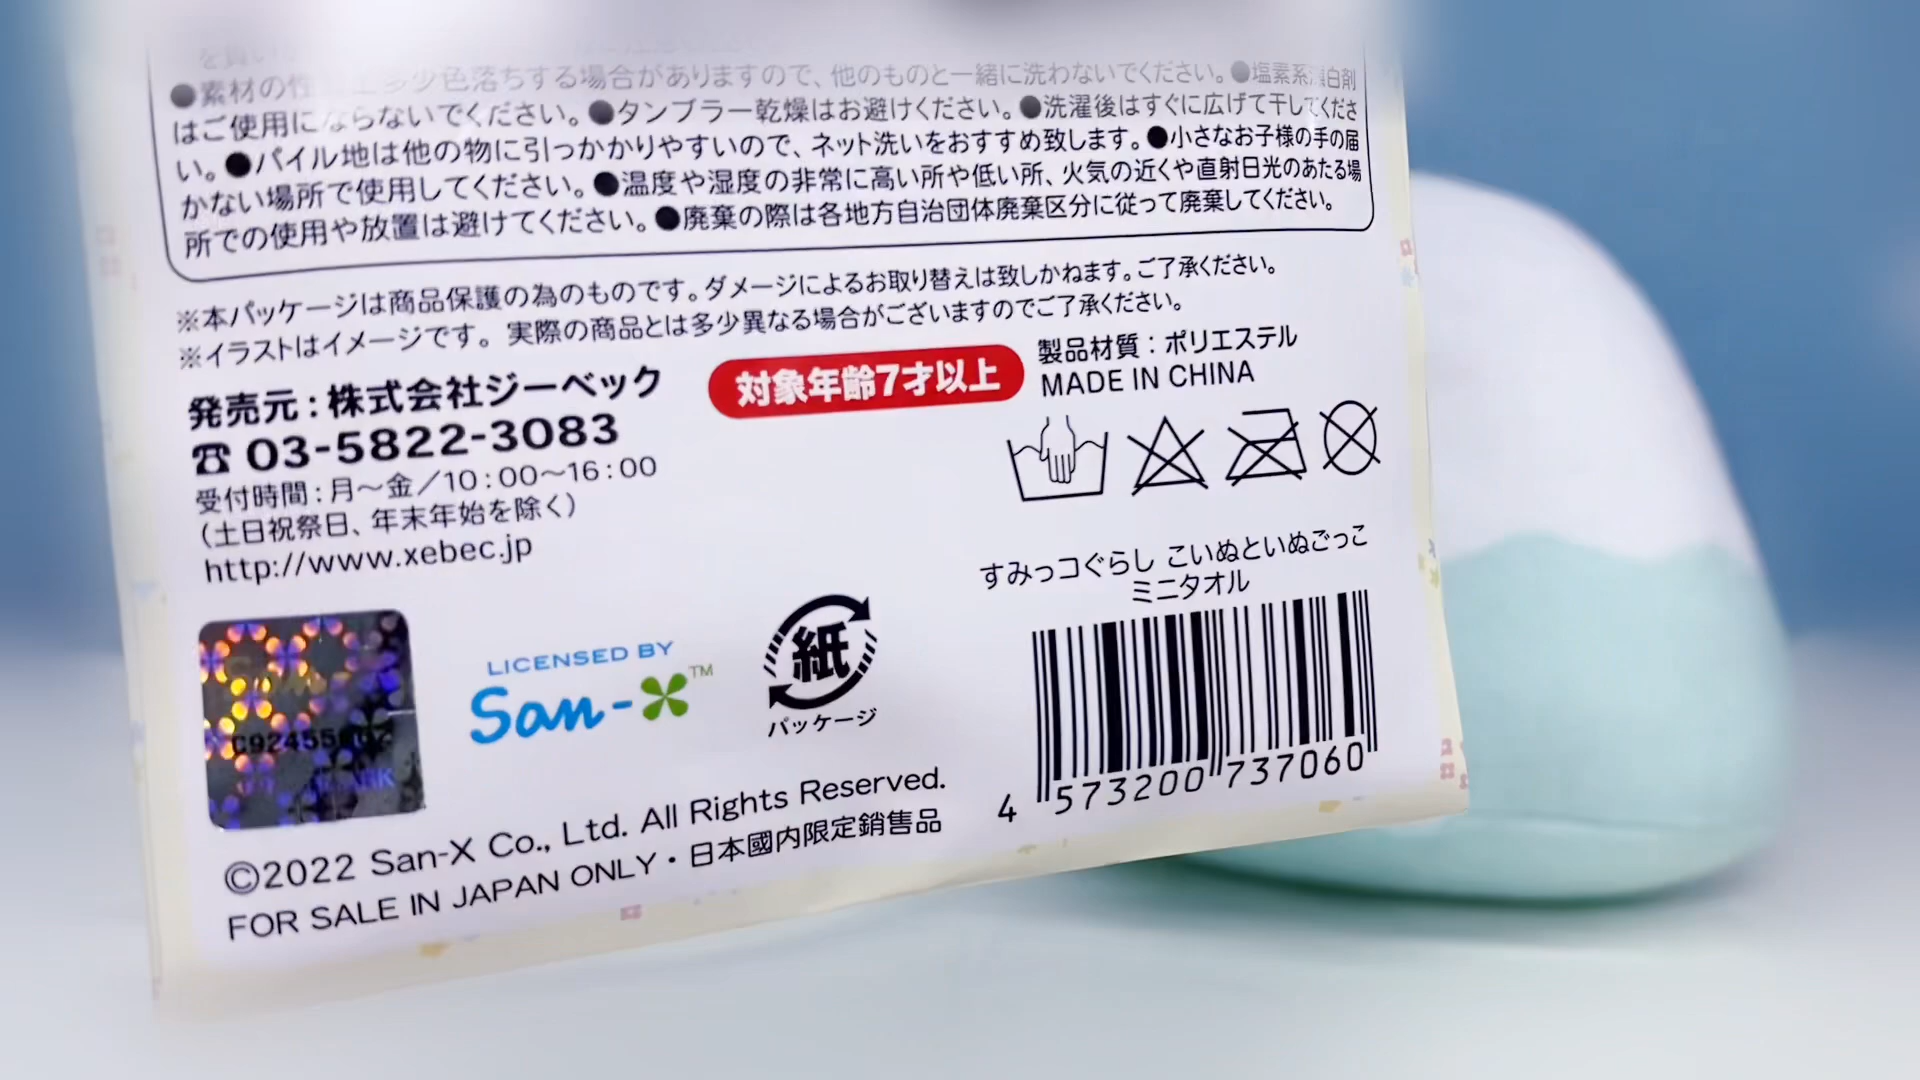 ●素材の性 多少色落ちする場合がありますので、他のものと一緒に洗わないでください。●塩素系漂白剤
はご使用にならないでください。●タンブラー乾燥はお避けください。●洗濯後はすぐに広げて干してくださ
い。●パイル地は他の物に引っかかりやすいので、ネット洗いをおすすめ致します。●小さなお子様の手の届
かない場所で使用してください。●温度や湿度の非常に高い所や低い所、火気の近くや直射日光のあたる場
所での使用や放置は避けてください。●廃棄の際は各地方自治団体廃棄区分に従って廃棄してください。
※本パッケージは商品保護の為のものです。ダメージによるお取り替えは致しかねます。ご了承ください。
※イラストはイメージです。実際の商品とは多少異なる場合がございますのでご了承ください。
発売元：株式会社ジーベック
☎ 03-5822-3083
受付時間：月～金／10：00～16：00
（土日祝祭日、年末年始を除く）
http://www.xebec.jp
対象年齢7才以上
製品材質：ポリエステル
MADE IN CHINA
すみっコぐらし こいぬといぬごっこ
ミニタオル
LICENSED BY
San-X™
紙
パッケージ
4 573200 737060
©2022 San-X Co., Ltd. All Rights Reserved.
FOR SALE IN JAPAN ONLY・日本國内限定銷售品